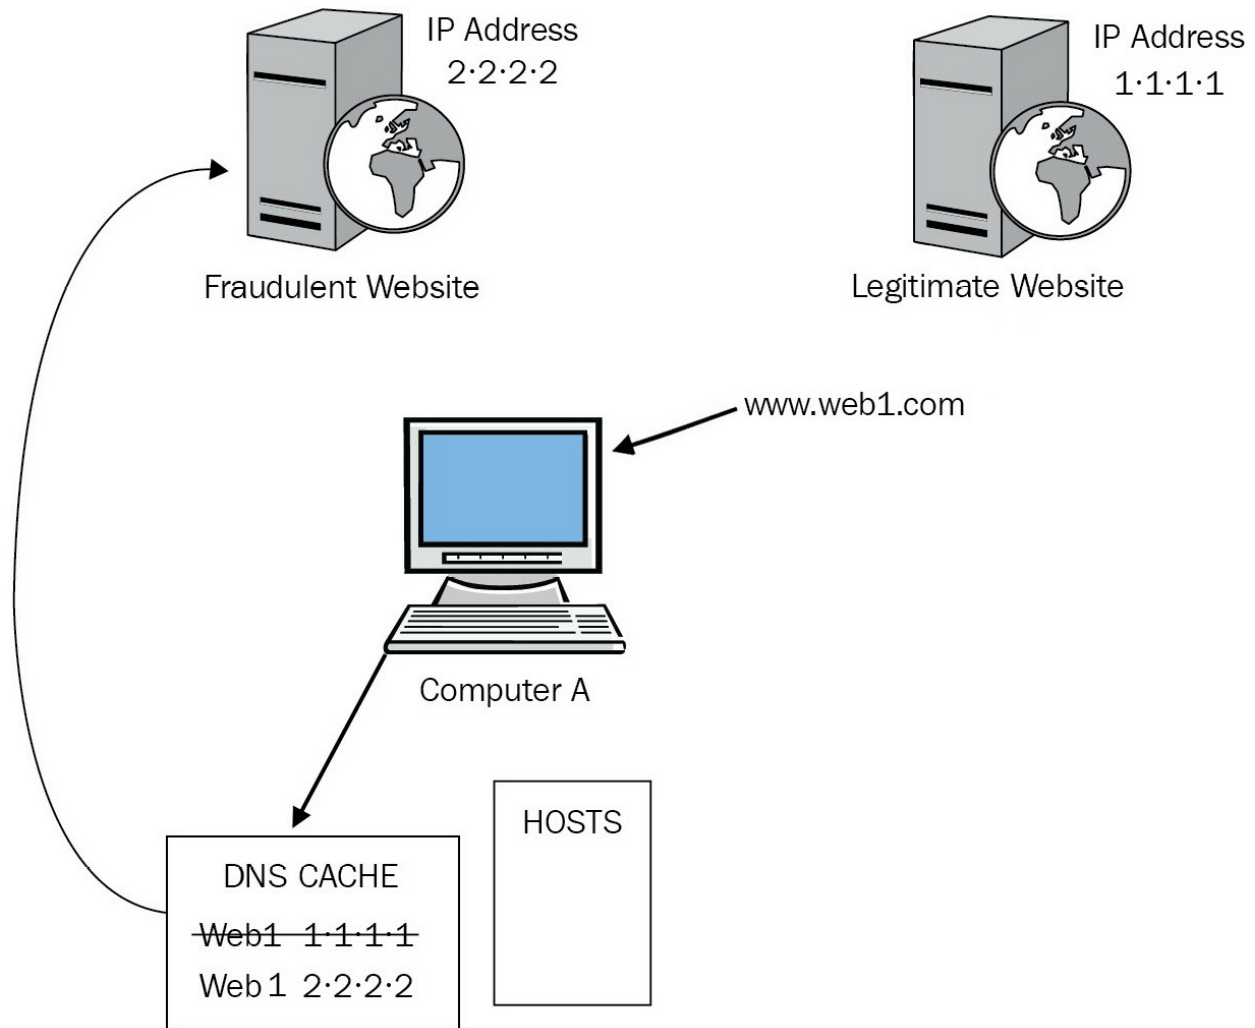 IP Address
2·2·2·2
IP Address
1·1·1·1
Fraudulent Website
Legitimate Website
www.web1.com
Computer A
HOSTS
DNS CACHE
Web1 1·1·1·1
Web1 2·2·2·2